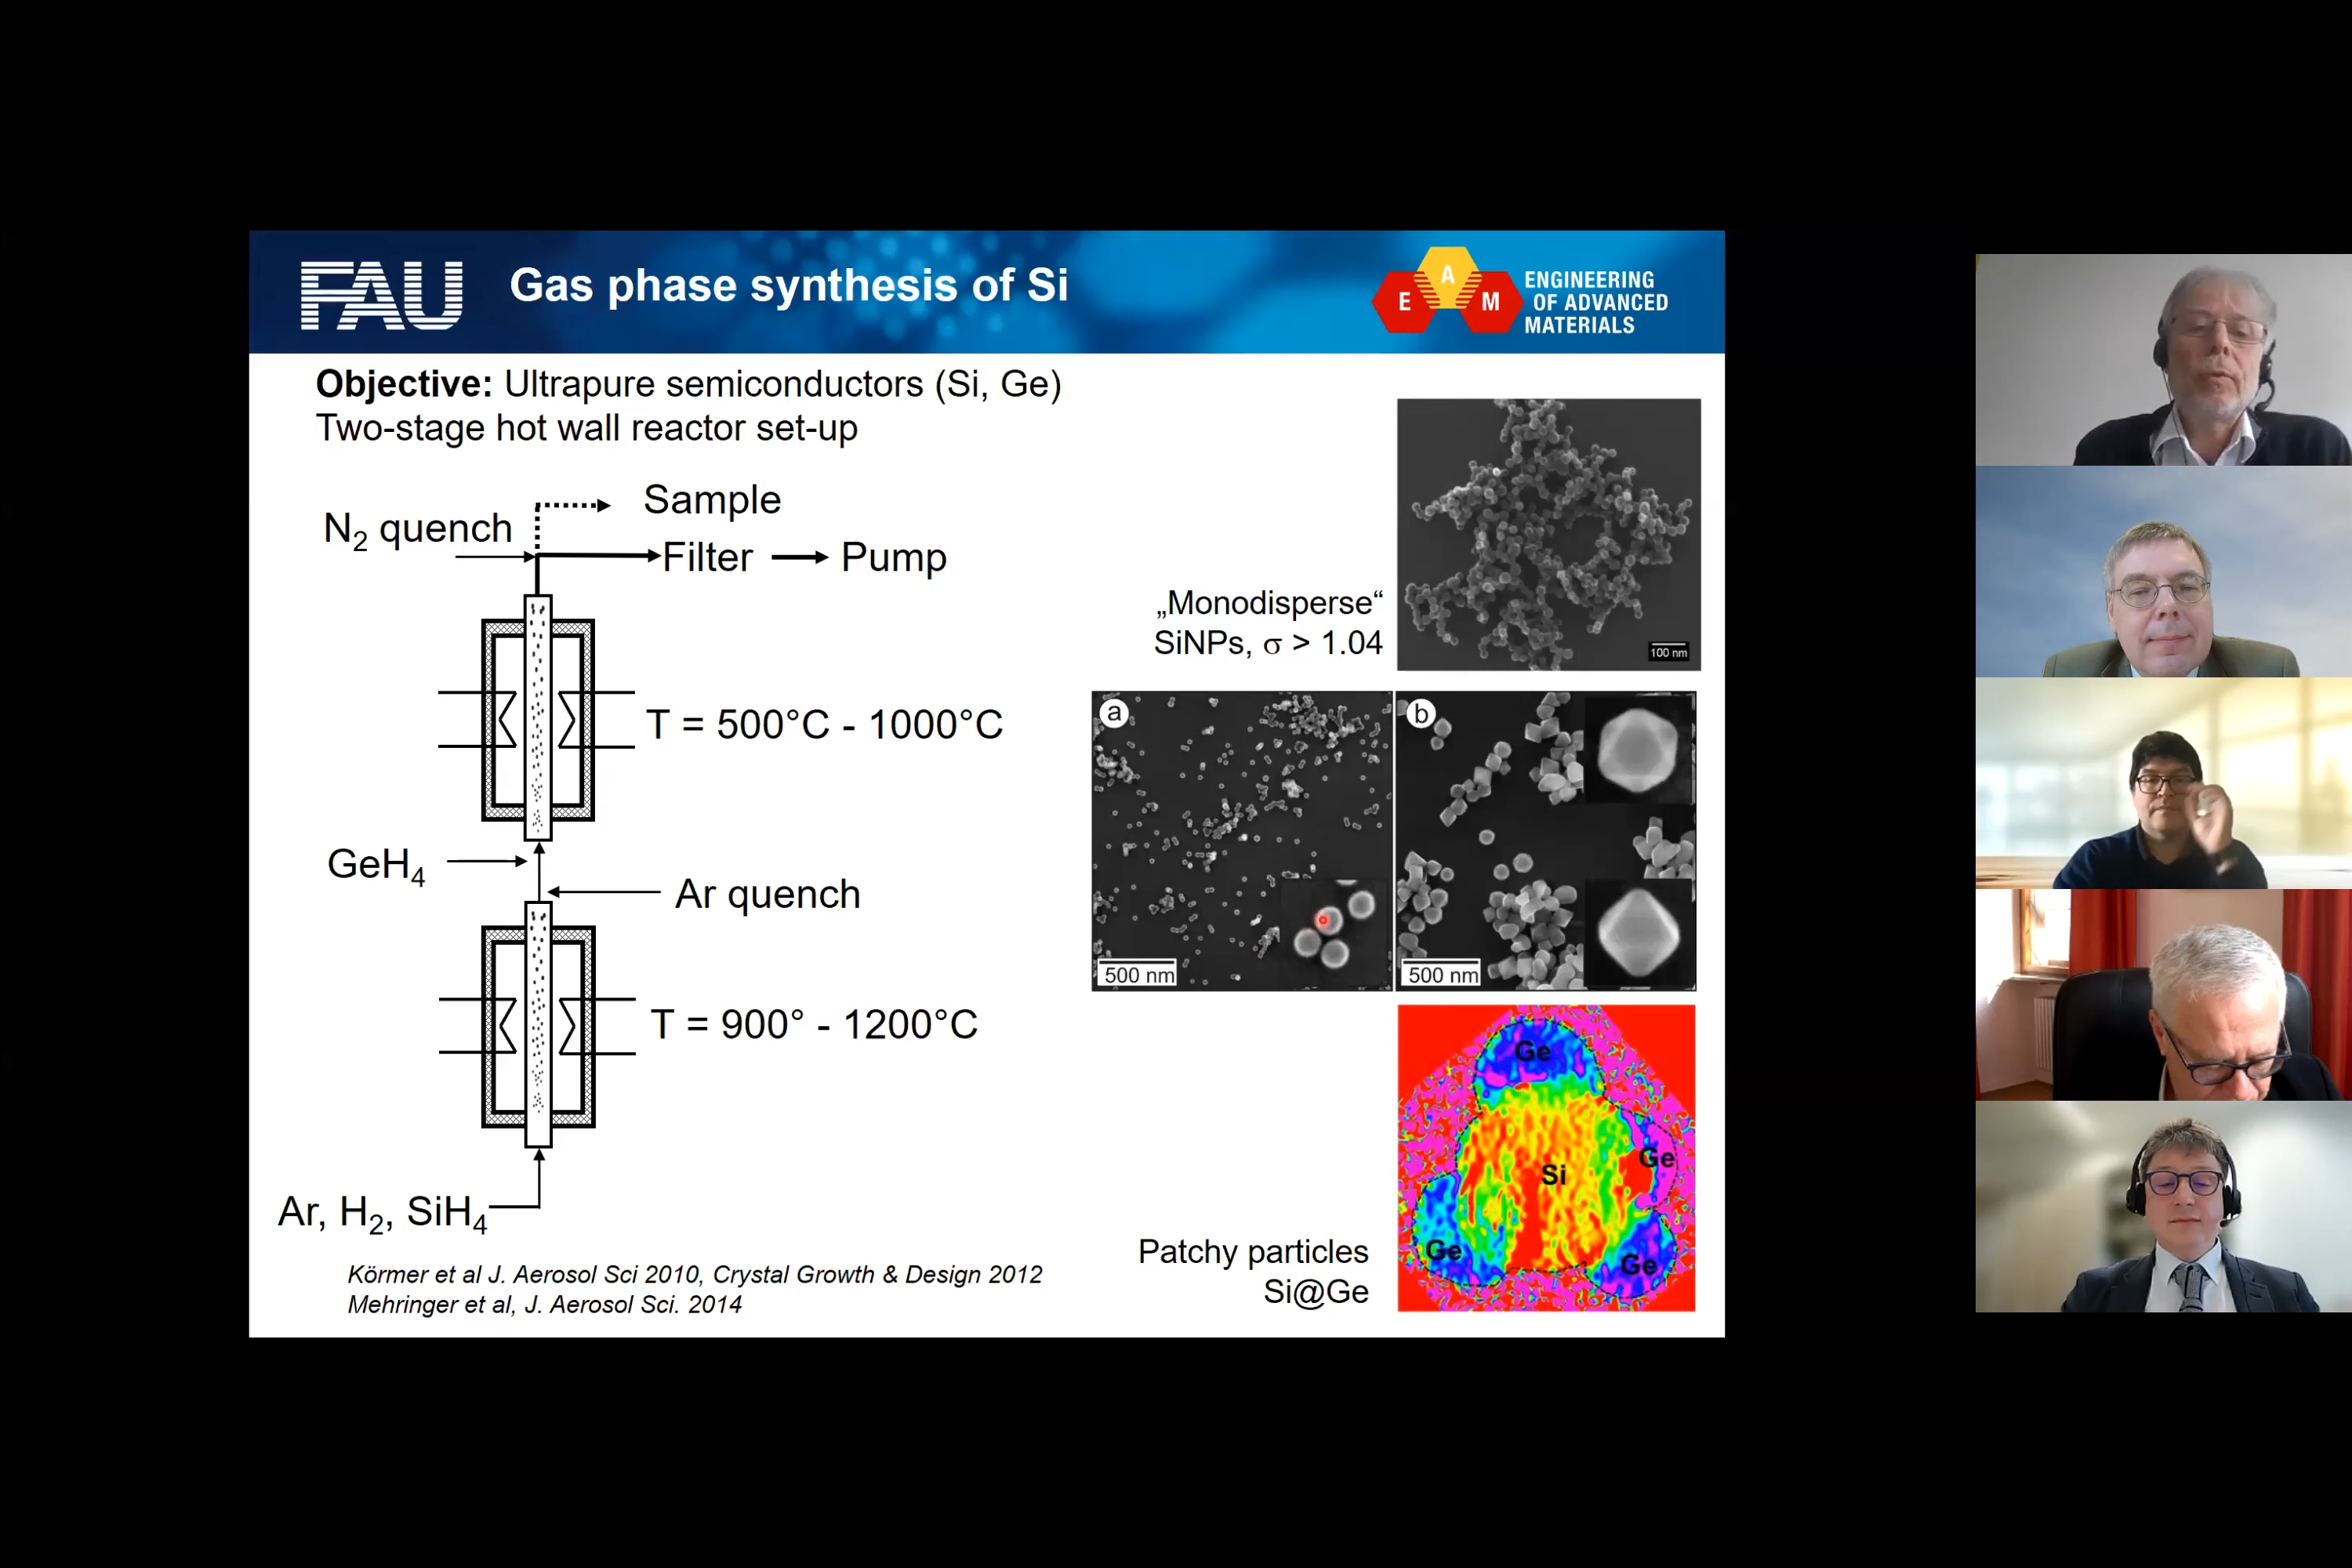 FAU
Gas phase synthesis of Si
E A M
ENGINEERING
OF ADVANCED
MATERIALS
Objective: Ultrapure semiconductors (Si, Ge)
Two-stage hot wall reactor set-up
Sample
N2 quench
Filter
Pump
T = 500°C - 1000°C
GeH4
Ar quench
T = 900° - 1200°C
Ar, H2, SiH4
Körmer et al J. Aerosol Sci 2010, Crystal Growth & Design 2012
Mehringer et al, J. Aerosol Sci. 2014
„Monodisperse“
SiNPs, σ > 1.04
100 nm
a
500 nm
b
500 nm
Patchy particles
Si@Ge
Ge
Ge
Si
Ge
Ge